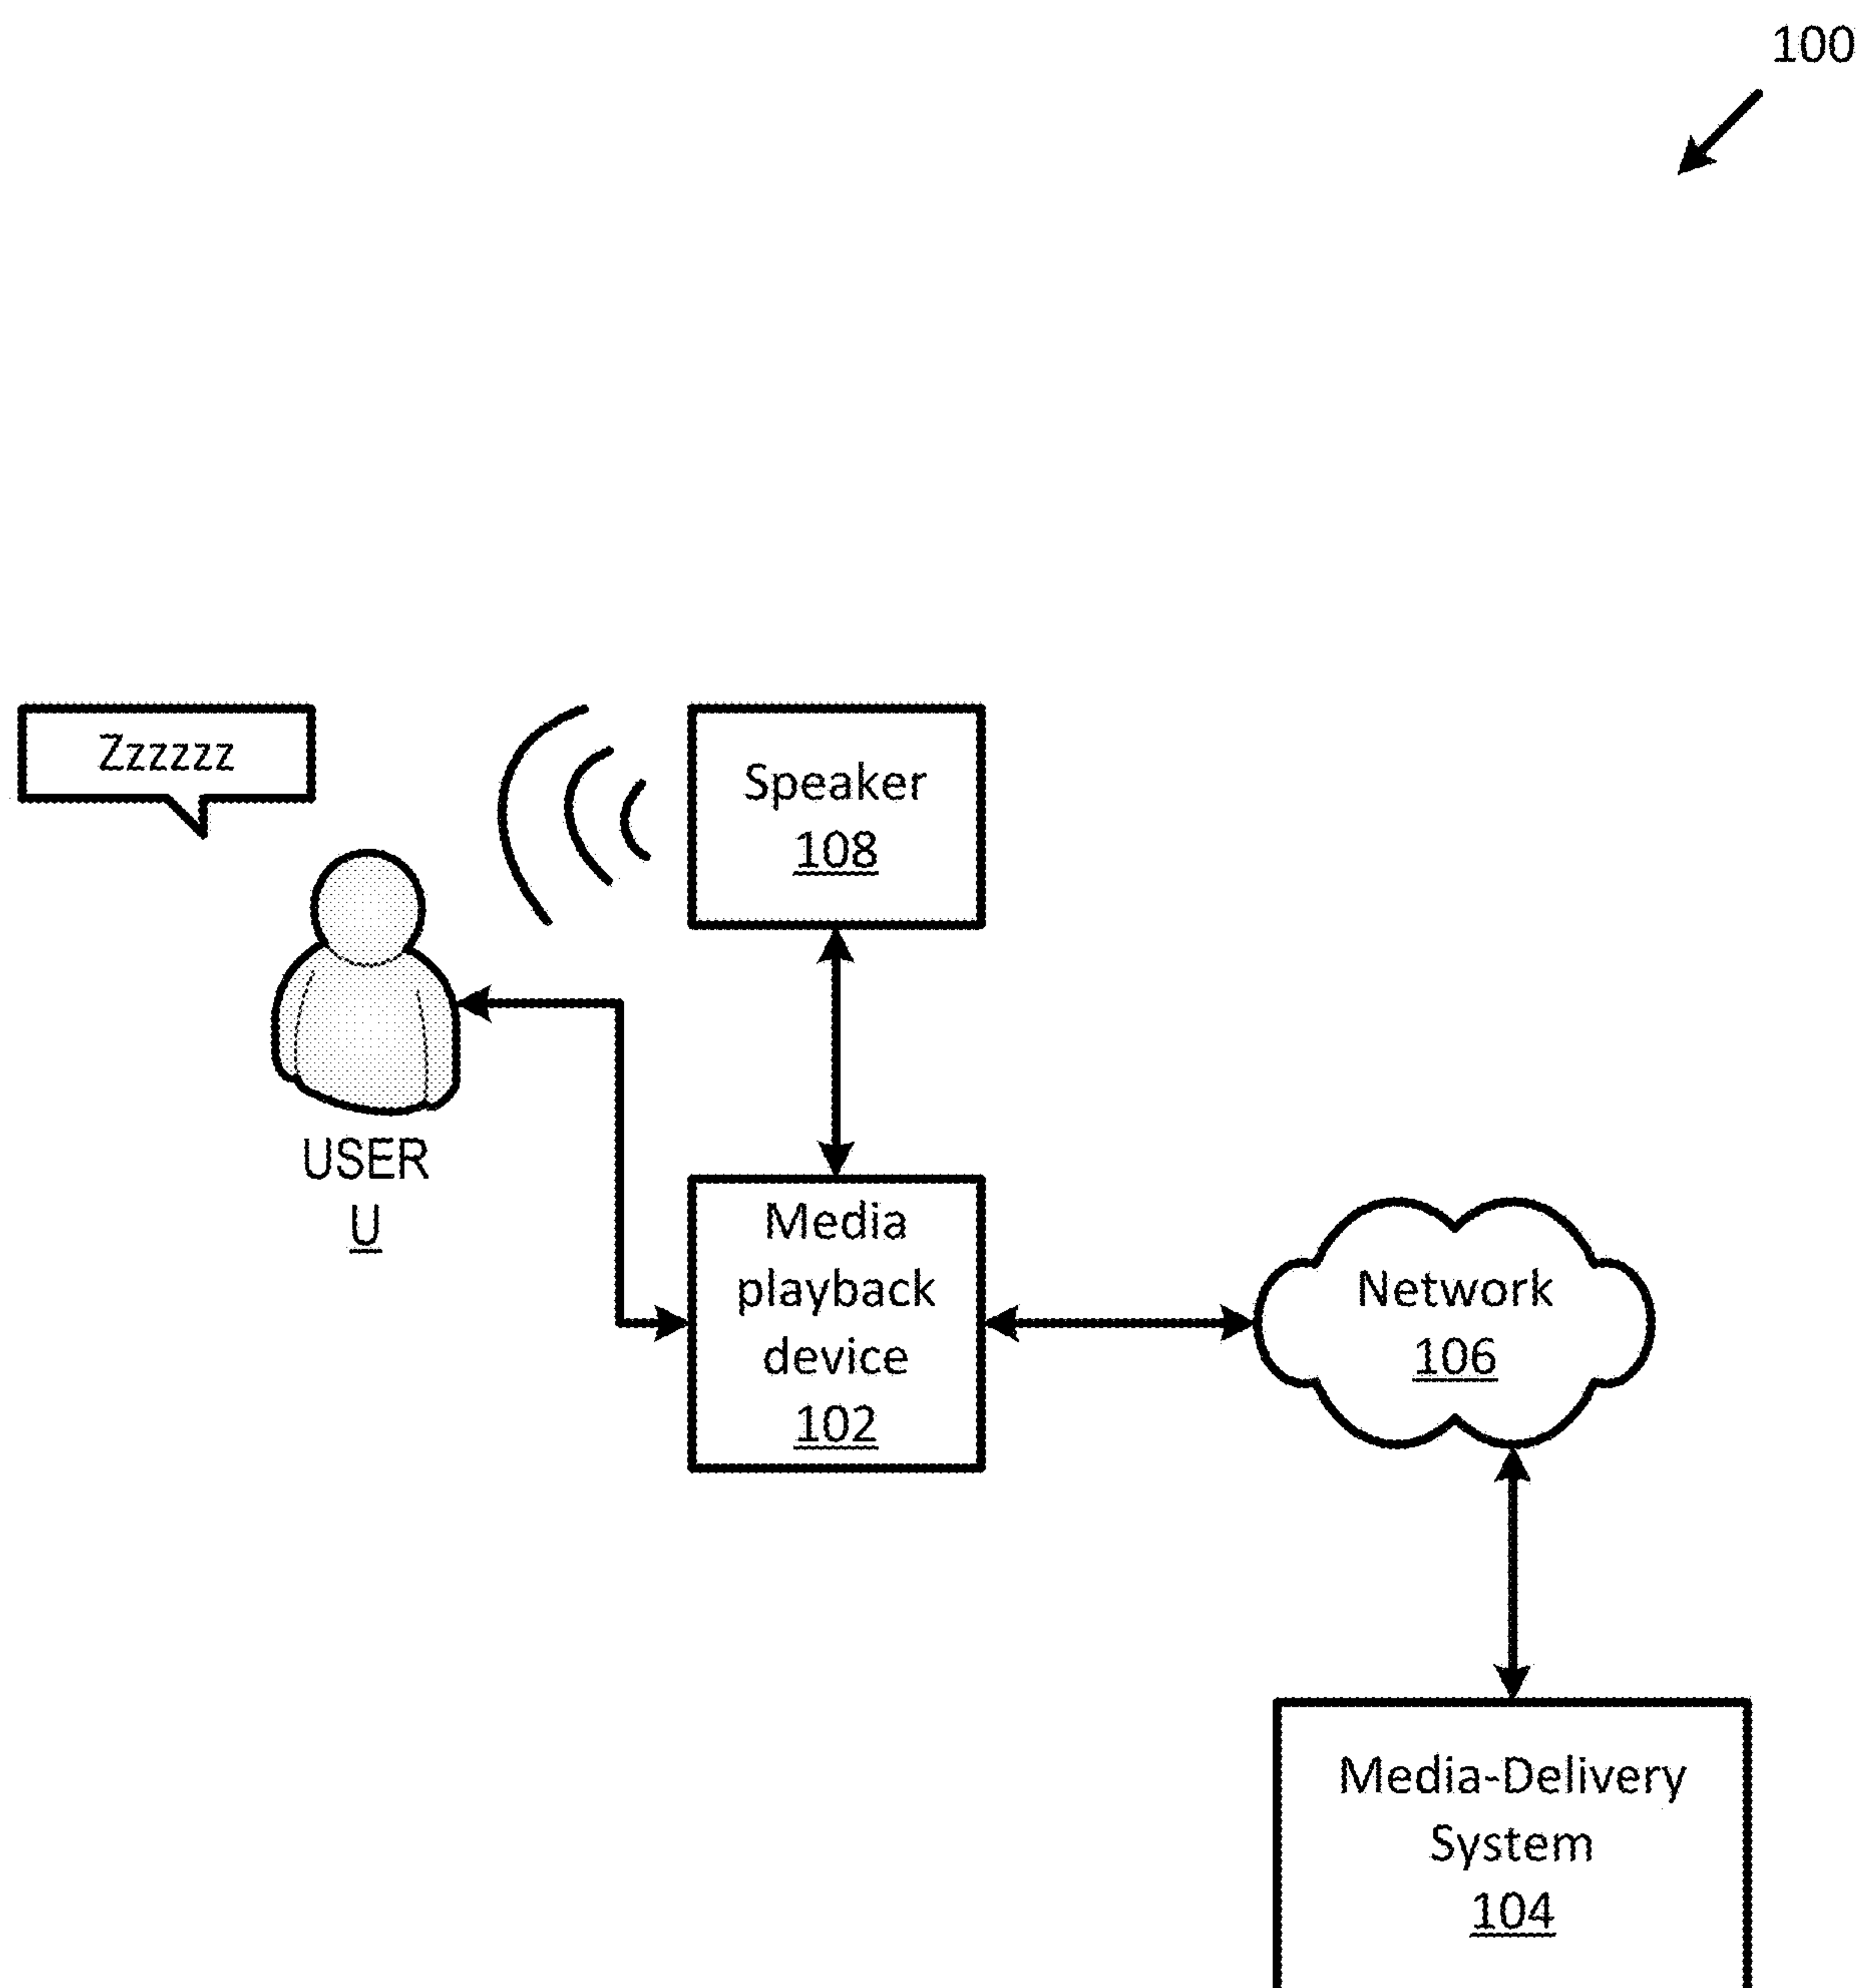 100
Zzzzzz
Speaker
108
USER
U
Media
playback
device
102
Network
106
Media-Delivery
System
104